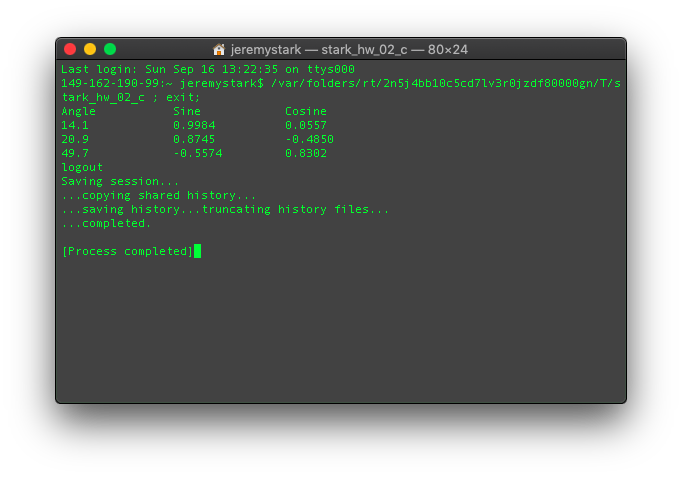 jeremystark — stark_hw_02_c — 80×24
Last login: Sun Sep 16 13:22:35 on ttys000
149-162-190-99:~ jeremystark$ /var/folders/rt/2n5j4bb10c5cd7lv3r0jzdf80000gn/T/s
tark_hw_02_c ; exit;
Angle Sine Cosine
14.1 0.9984 0.0557
20.9 0.8745 -0.4850
49.7 -0.5574 0.8302
logout
Saving session...
...copying shared history...
...saving history...truncating history files...
...completed.
[Process completed]